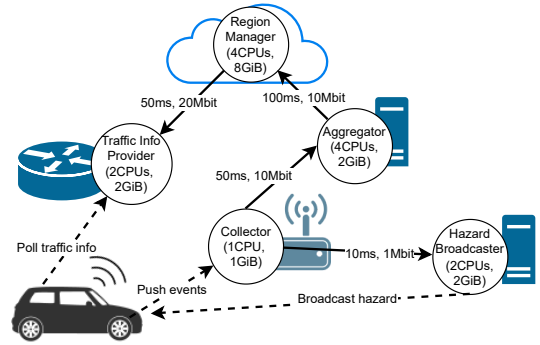 Region
Manager
(4CPUs,
8GiB)
50ms, 20Mbit
100ms, 10Mbit
Traffic Info
Provider
(2CPUs,
2GiB)
Aggregator
(4CPUs,
2GiB)
50ms, 10Mbit
Collector
(1CPU,
1GiB)
10ms, 1Mbit
Hazard
Broadcaster
(2CPUs,
2GiB)
Poll traffic info
Push events
Broadcast hazard